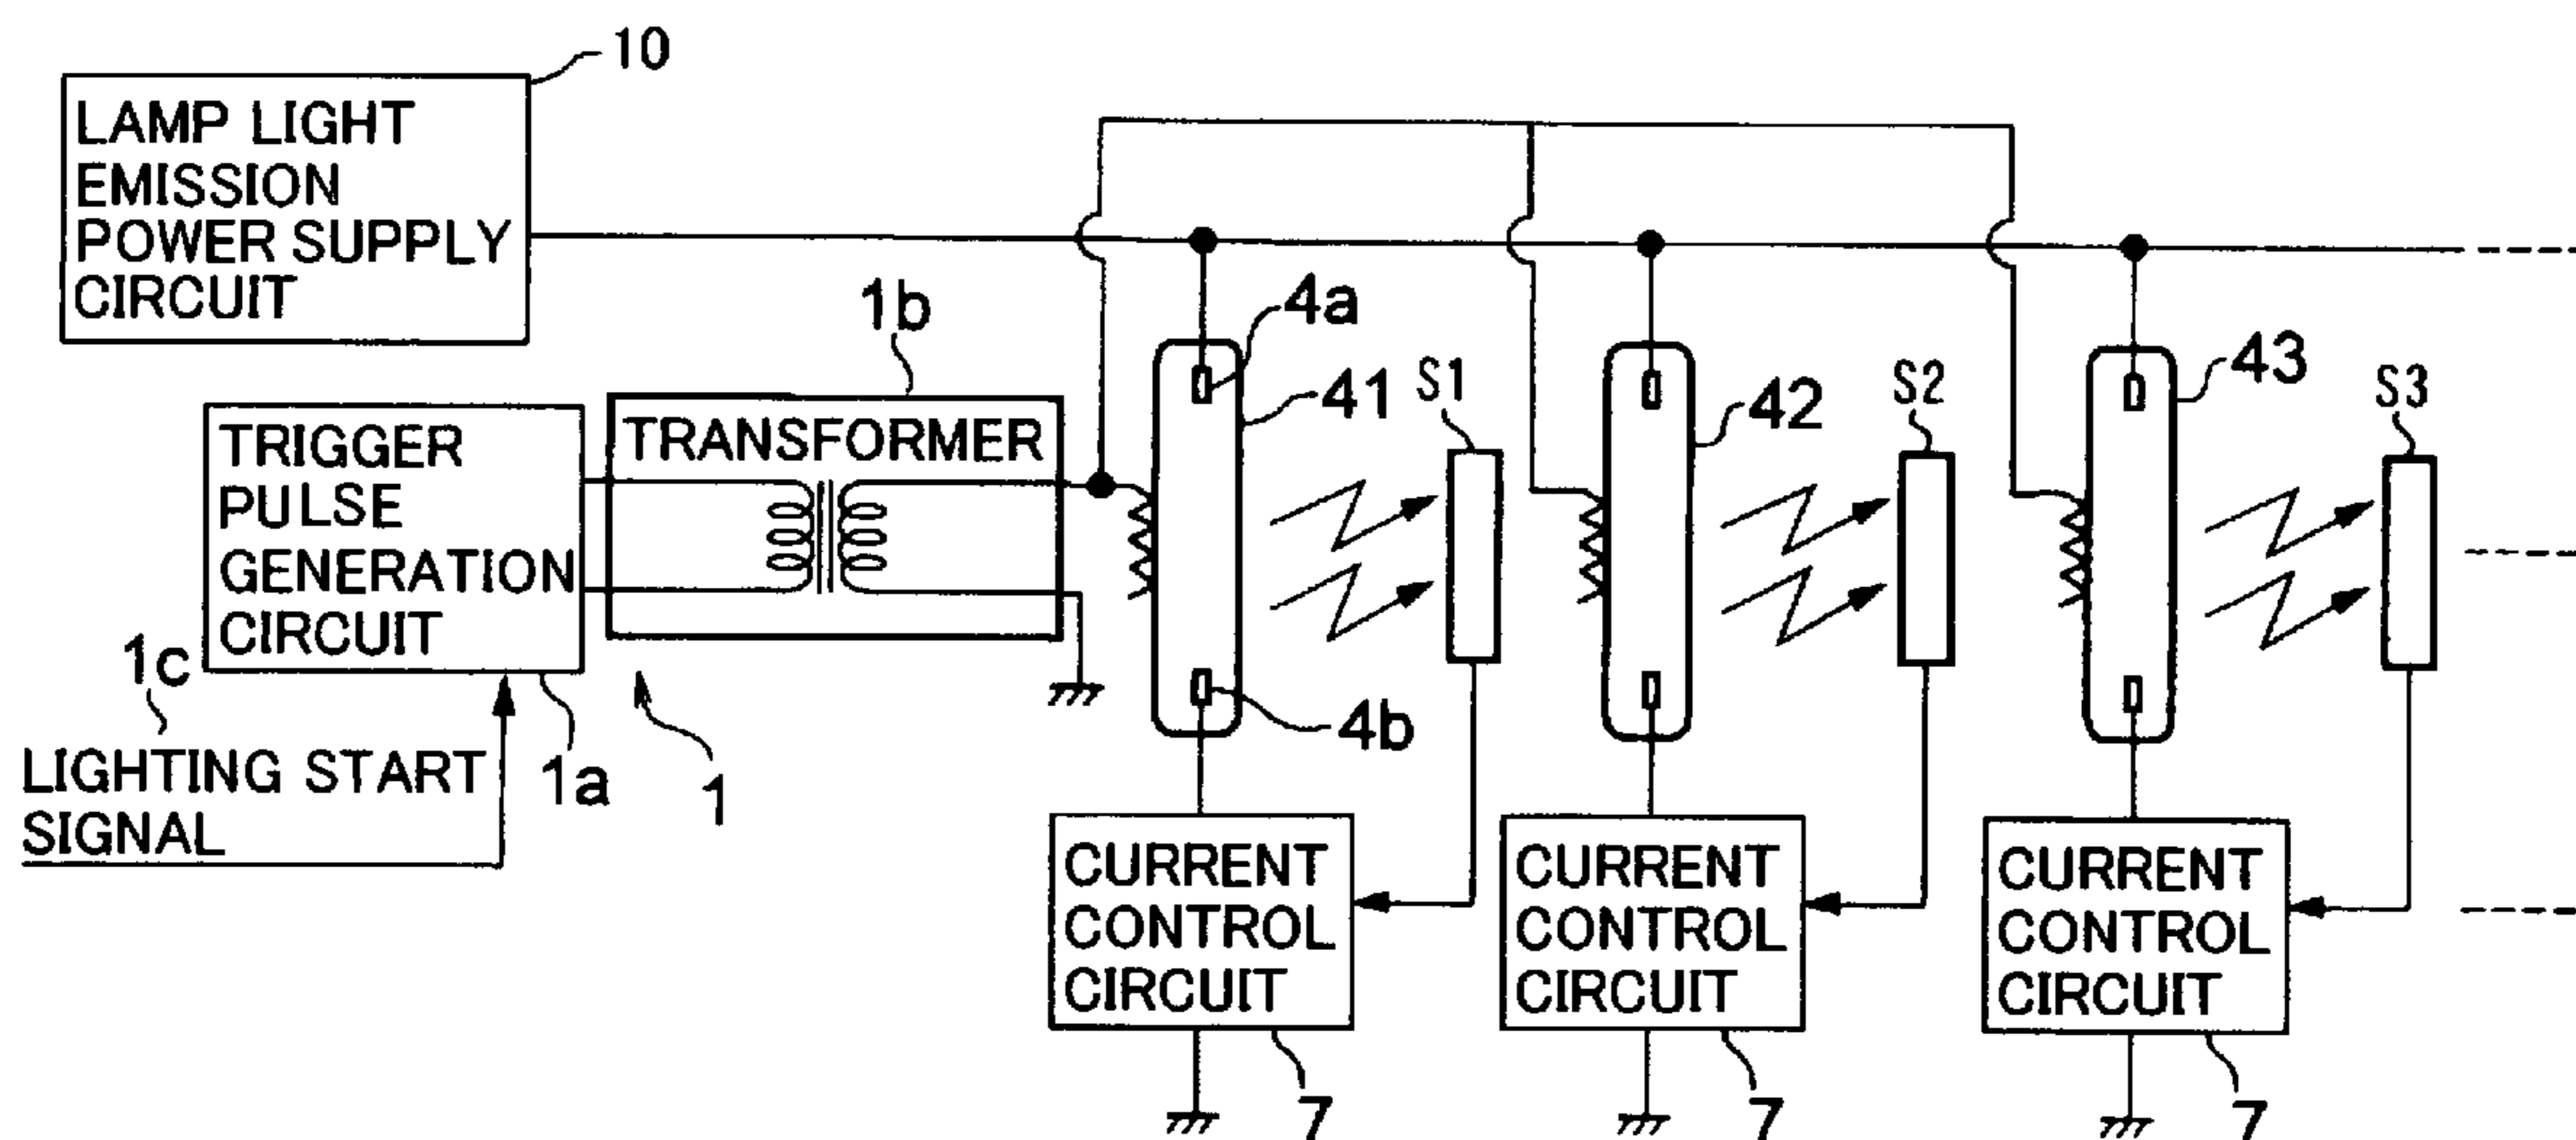 10
LAMP LIGHT
EMISSION
POWER SUPPLY
CIRCUIT
1b
4a
41
S1
42
S2
43
S3
TRIGGER
PULSE
GENERATION
CIRCUIT
TRANSFORMER
1c
LIGHTING START
SIGNAL
1a
1
4b
CURRENT
CONTROL
CIRCUIT
7
CURRENT
CONTROL
CIRCUIT
7
CURRENT
CONTROL
CIRCUIT
7